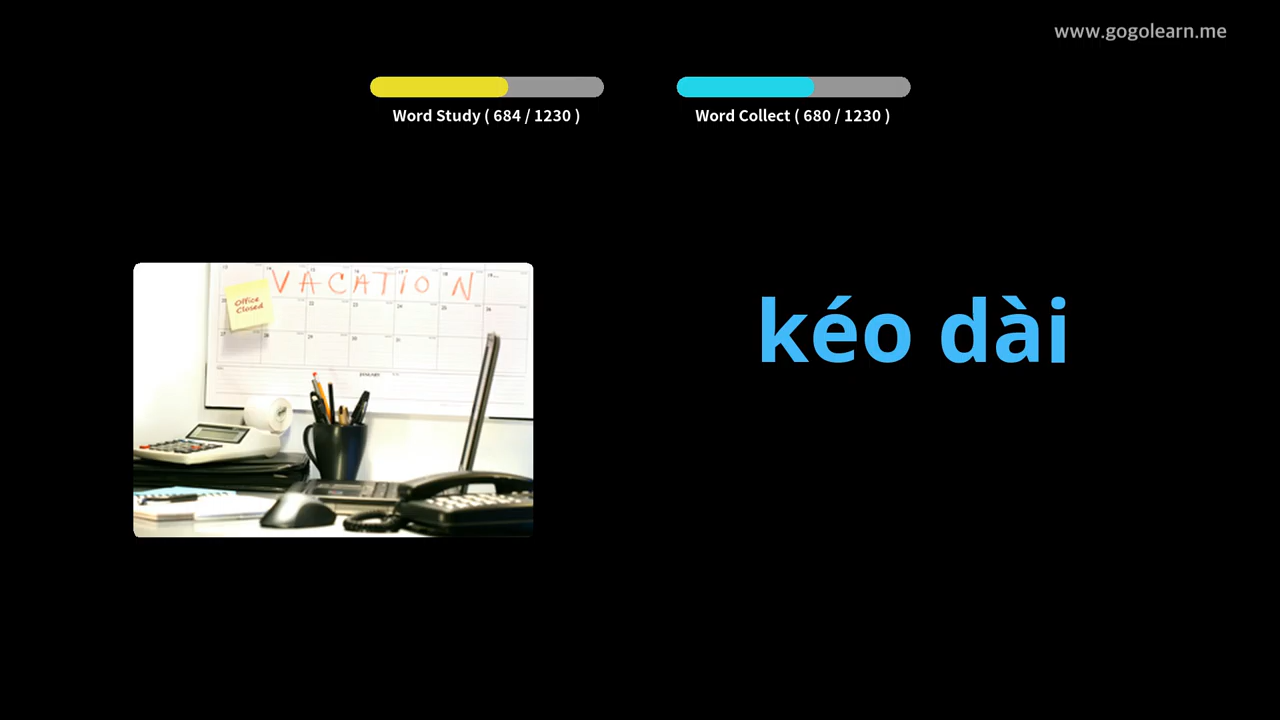 www.gogolearn.me
Word Study ( 684 / 1230 )
Word Collect ( 680 / 1230 )
VACATION
Office
Closed
kéo dài